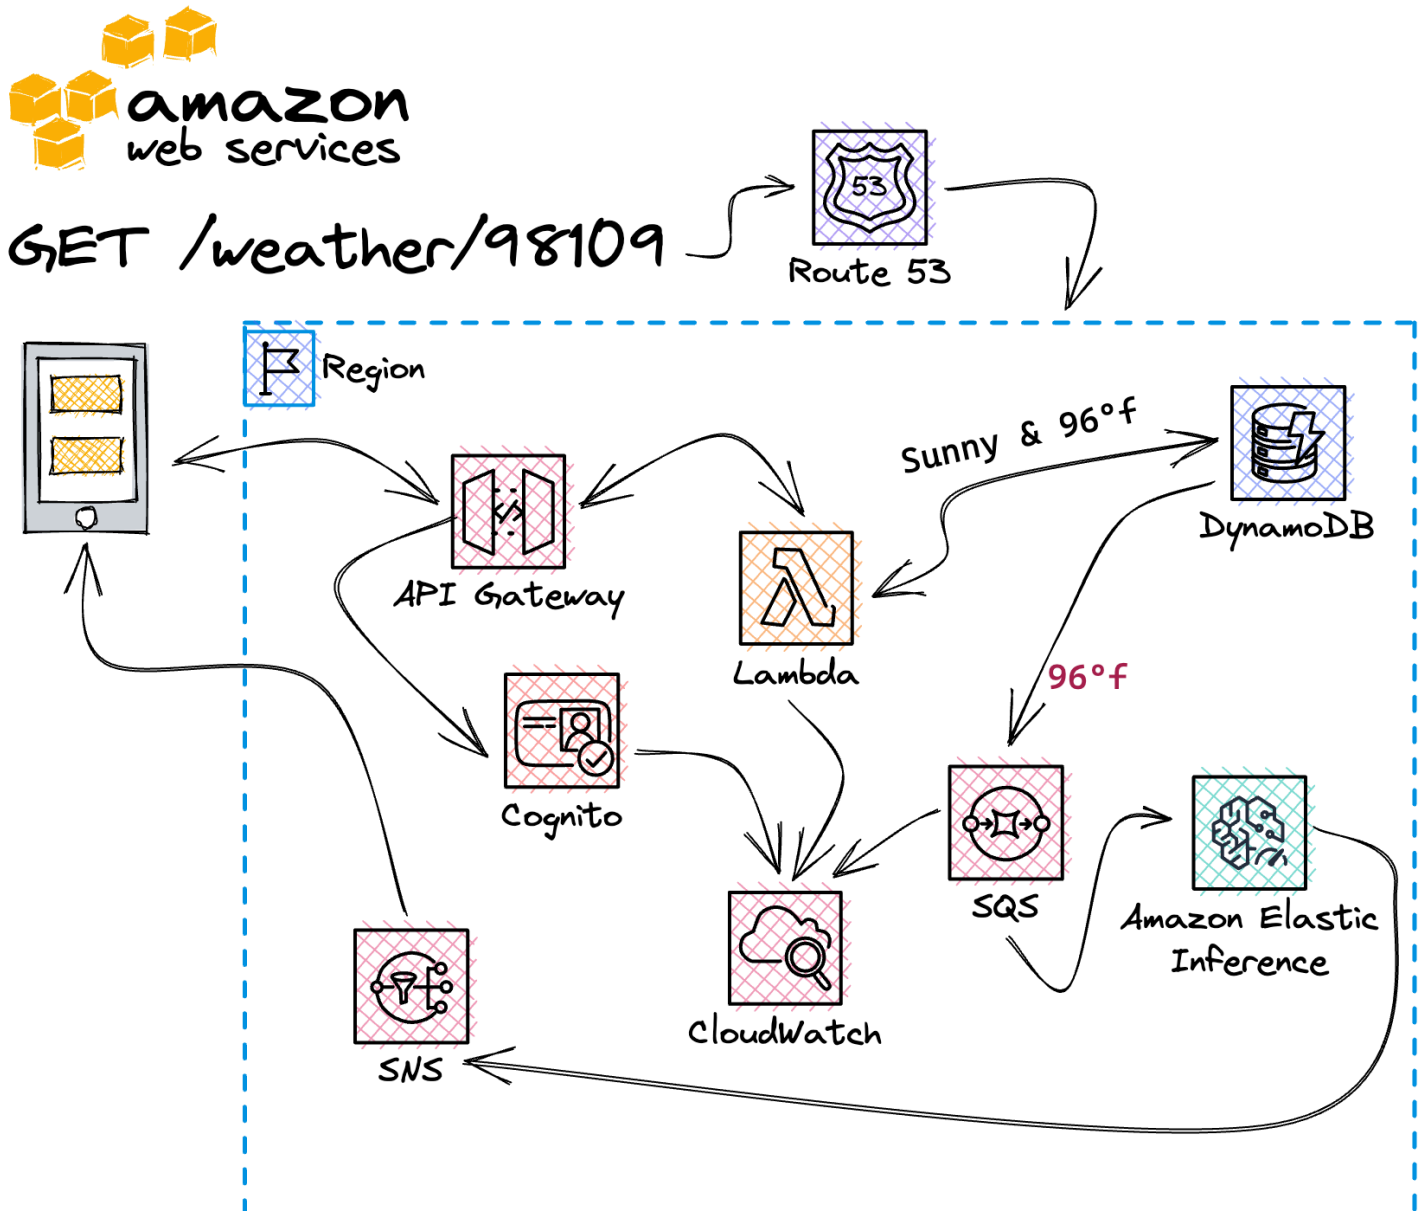 amazon
web services
GET /weather/98109
53
Route 53
Region
Sunny & 96°f
DynamoDB
API Gateway
</>
Lambda
96°f
Cognito
SQS
Amazon Elastic
Inference
CloudWatch
SNS